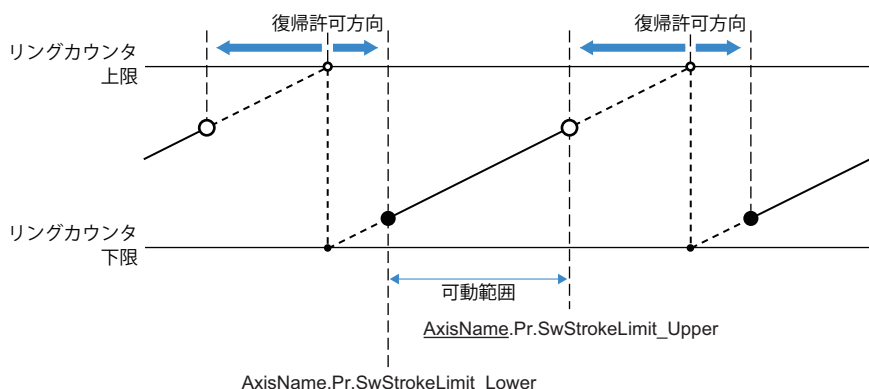 復帰許可方向
復帰許可方向
リングカウンタ
上限
リングカウンタ
下限
可動範囲
AxisName.Pr.SwStrokeLimit_Upper
AxisName.Pr.SwStrokeLimit_Lower